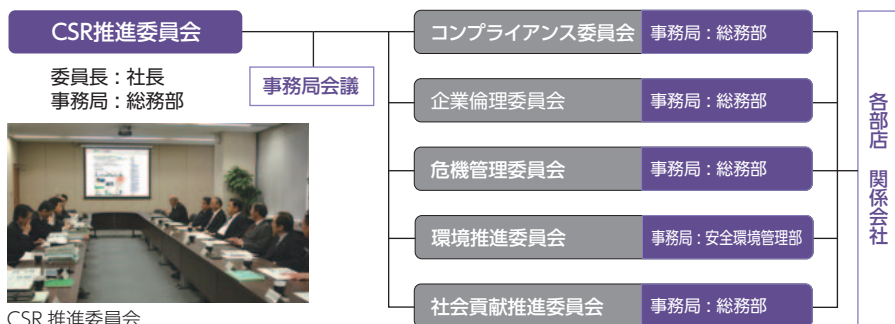 CSR推進委員会
委員長：社長
事務局：総務部
事務局会議
コンプライアンス委員会 事務局：総務部
企業倫理委員会 事務局：総務部
危機管理委員会 事務局：総務部
環境推進委員会 事務局：安全環境管理部
社会貢献推進委員会 事務局：総務部
各部店 関係会社
CSR 推進委員会